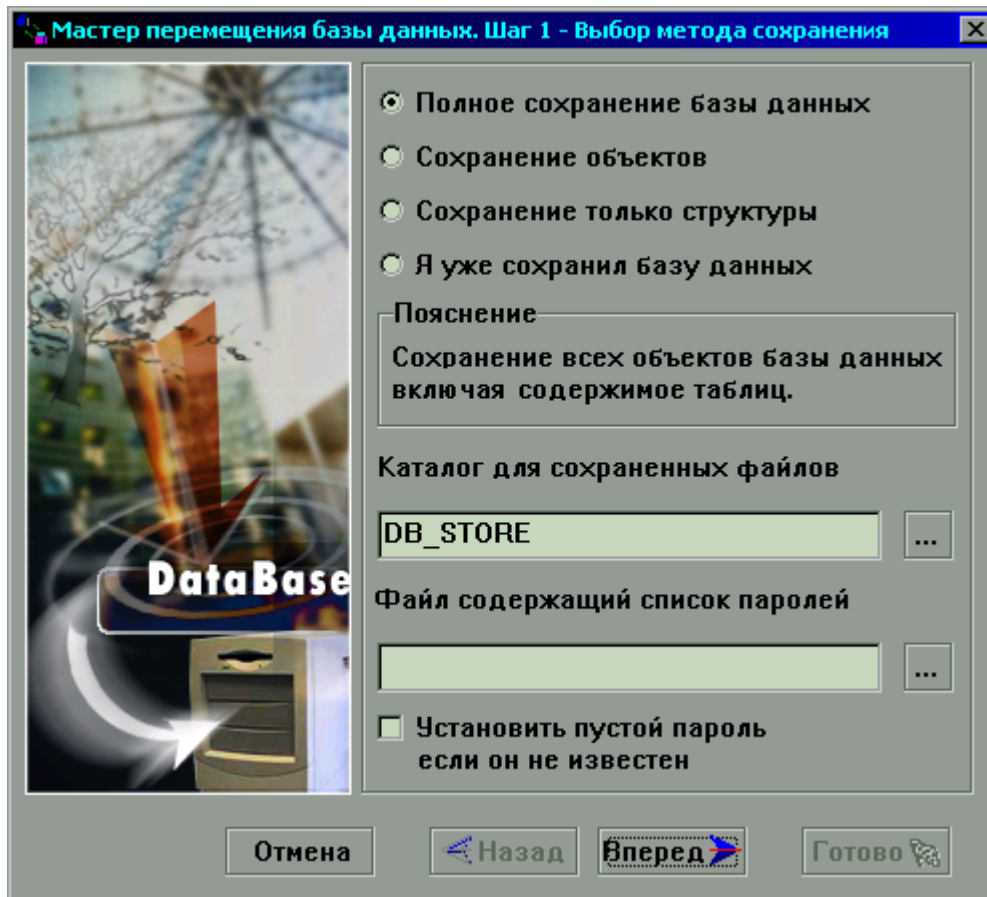 Мастер перемещения базы данных. Шаг 1 - Выбор метода сохранения
Полное сохранение базы данных
Сохранение объектов
Сохранение только структуры
Я уже сохранил базу данных
Пояснение
Сохранение всех объектов базы данных
включая содержимое таблиц.
Каталог для сохраненных файлов
DB_STORE
...
DataBase
Файл содержащий список паролей
...
Установить пустой пароль
если он не известен
Отмена
Назад
Вперед
Готово